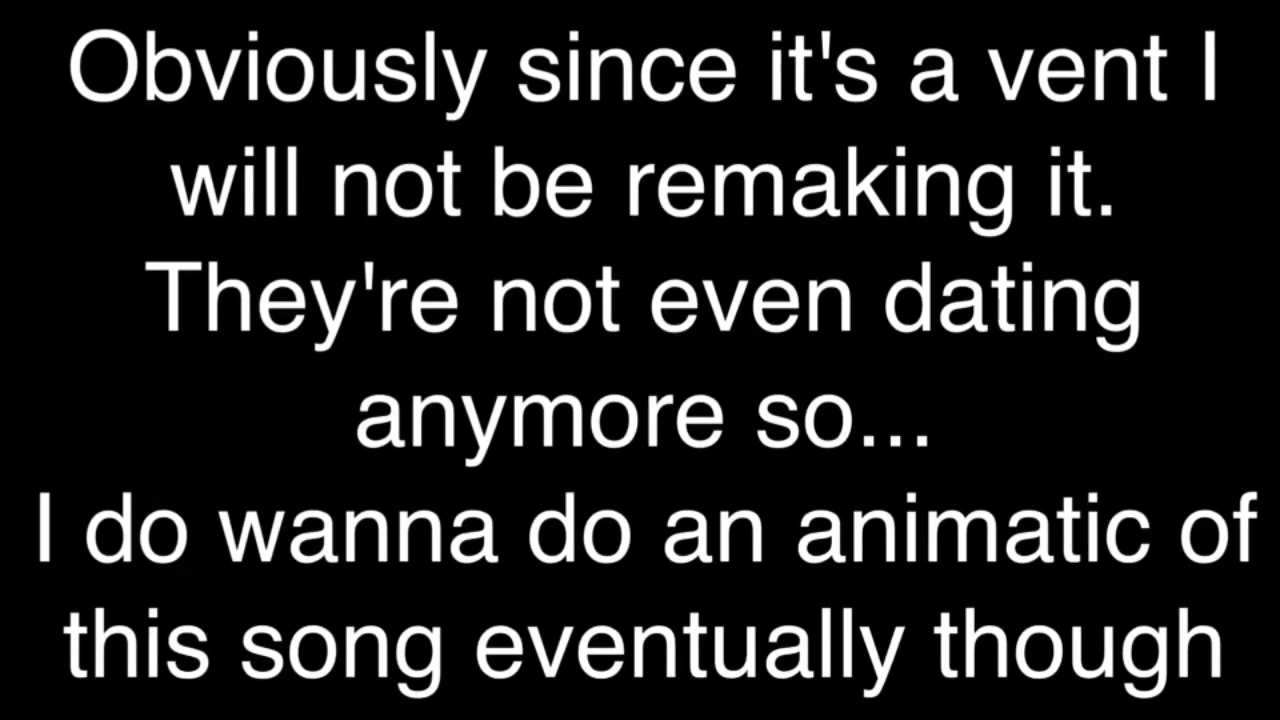 Obviously since it's a vent I
will not be remaking it.
They're not even dating
anymore so...
I do wanna do an animatic of
this song eventually though